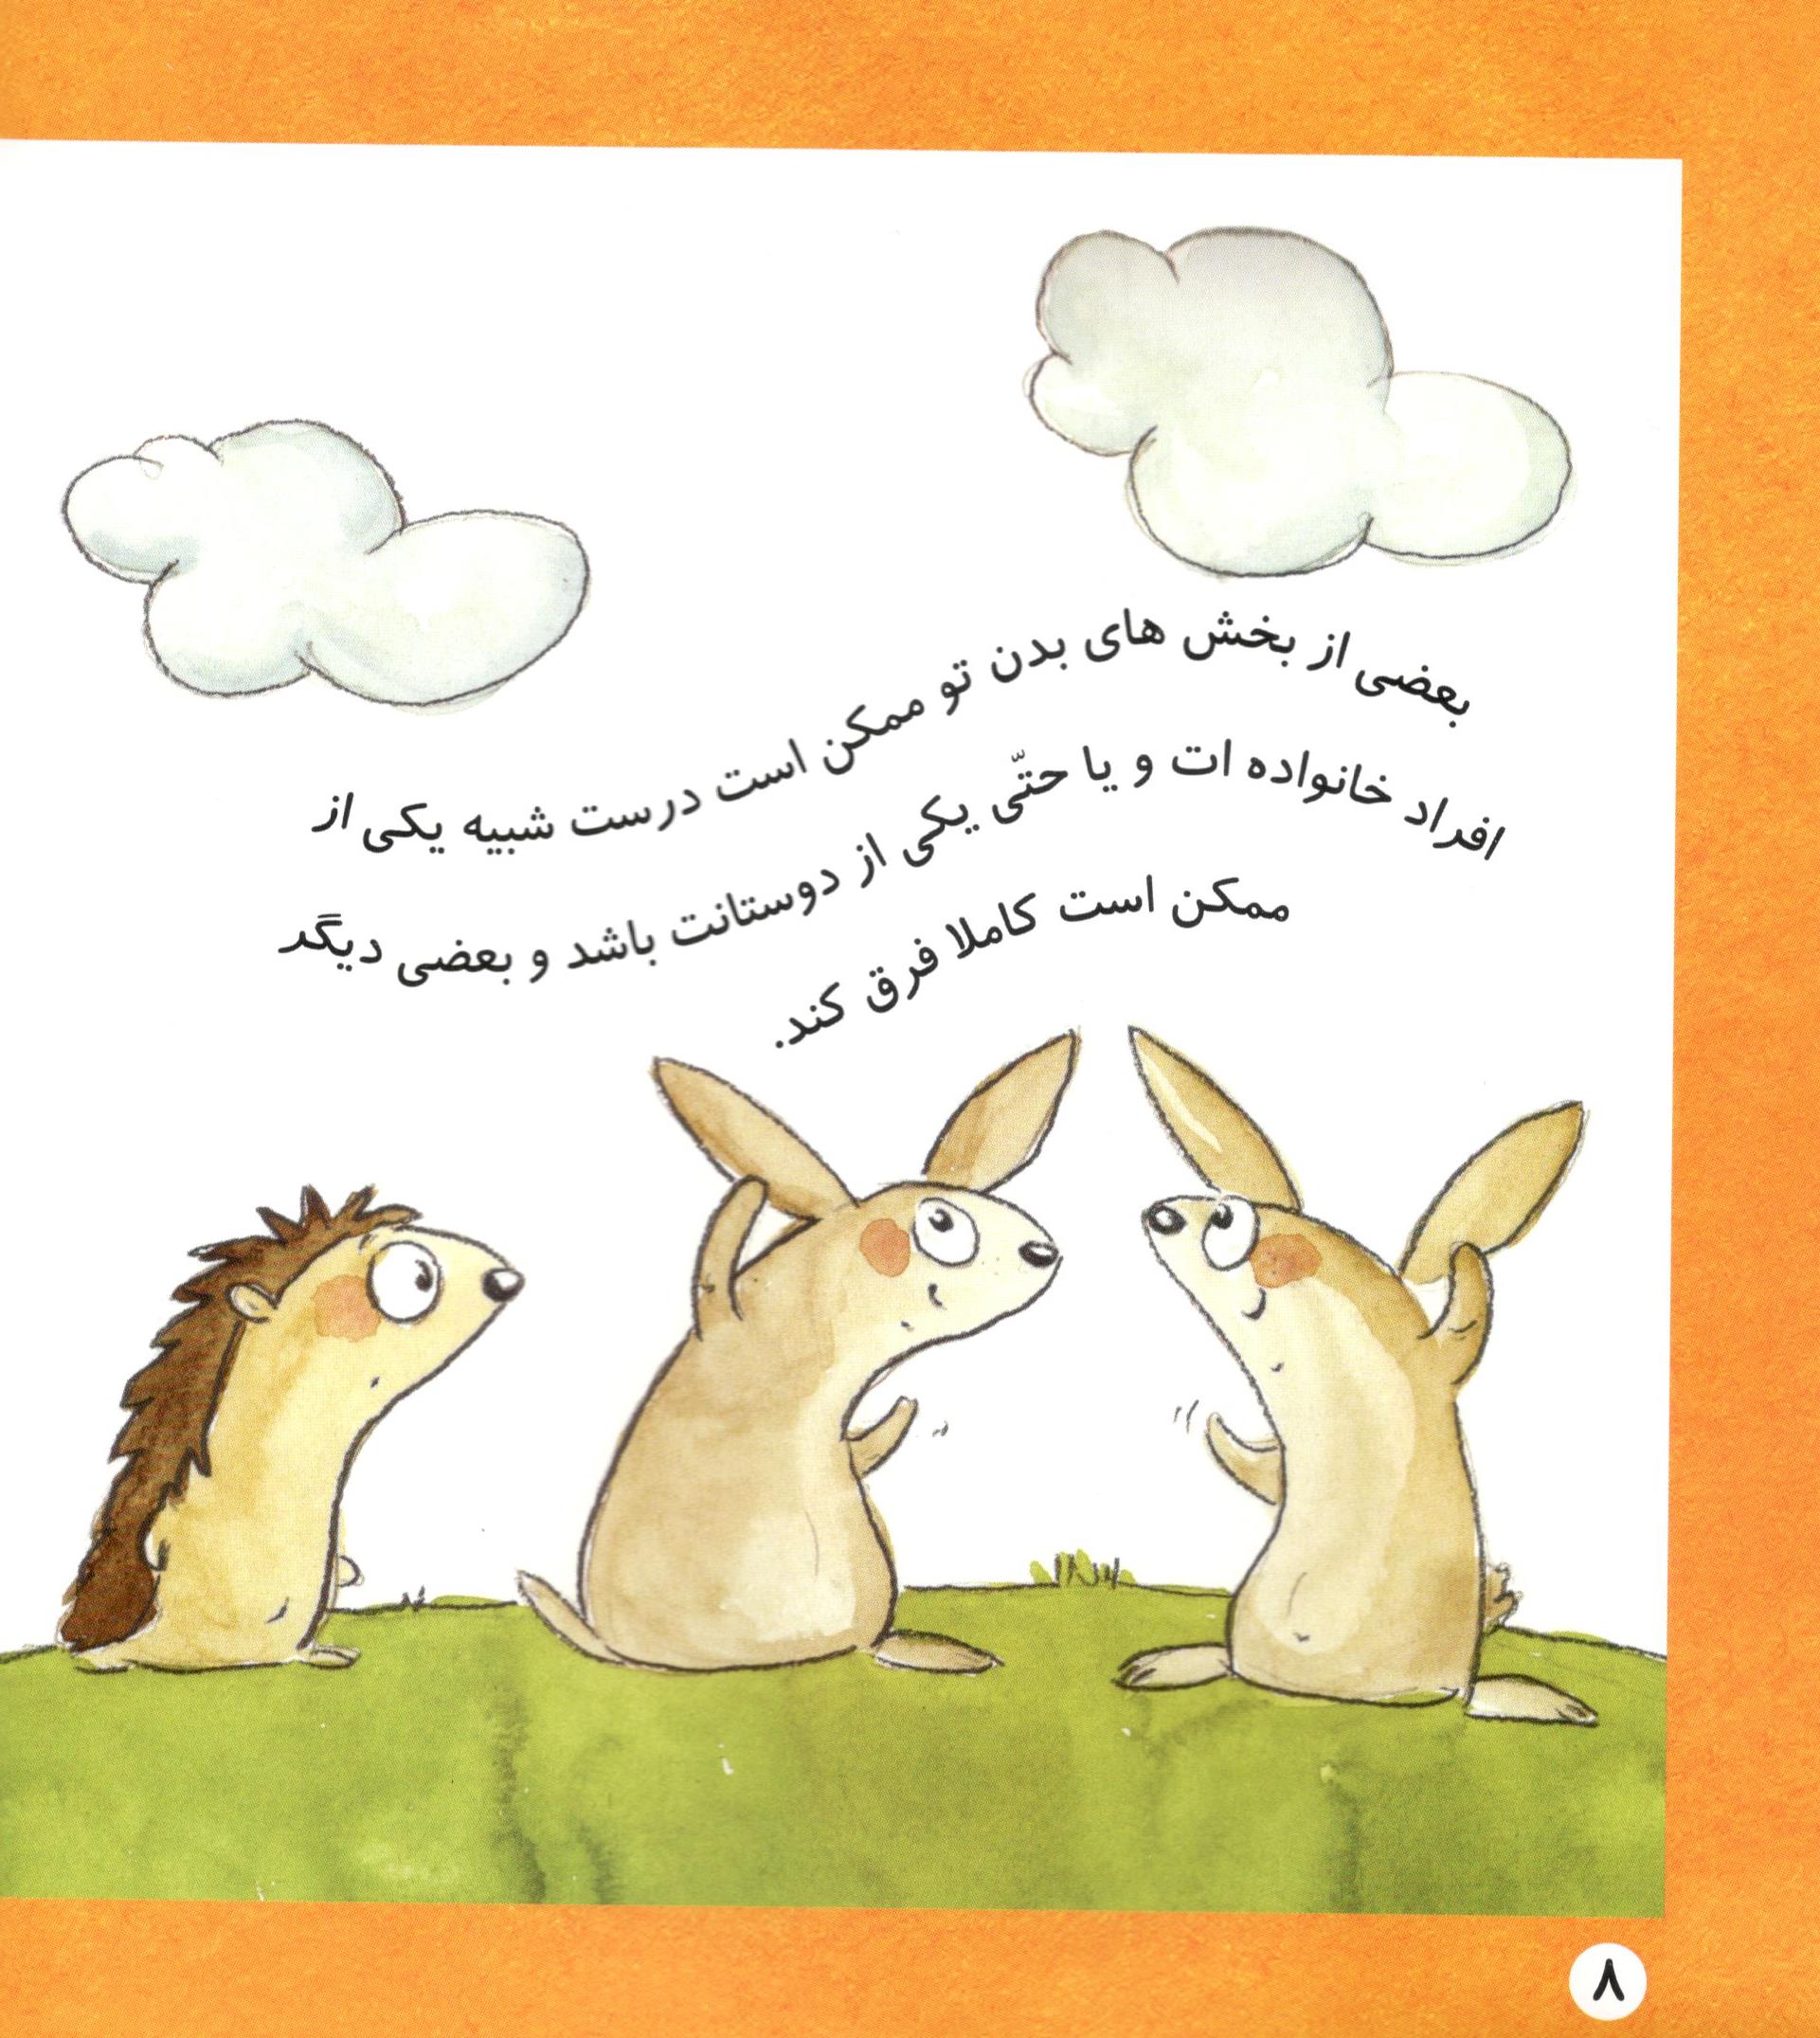 بعضی از بخش های بدن تو ممکن است درست شبیه یکی از
افراد خانواده ات و یا حتّی یکی از دوستانت باشد و بعضی دیگر
ممکن است کاملا فرق کند.
۸